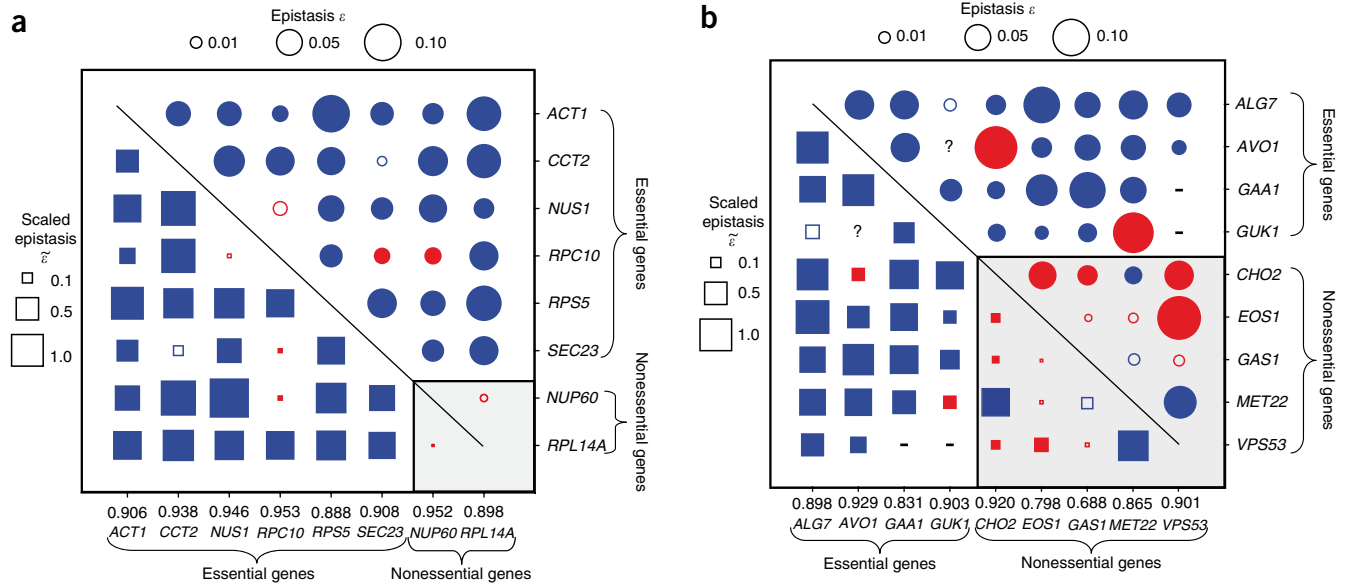 a
Epistasis ε
0.01
0.05
0.10
ACT1
CCT2
NUS1
RPC10
RPS5
SEC23
NUP60
RPL14A
Essential genes
Nonessential genes
Scaled
epistasis
ε̃
0.1
0.5
1.0
0.906 0.938 0.946 0.953 0.888 0.908 0.952 0.898
ACT1 CCT2 NUS1 RPC10 RPS5 SEC23 NUP60 RPL14A
Essential genes
Nonessential genes
b
Epistasis ε
0.01
0.05
0.10
ALG7
? AVO1
- GAA1
? - GUK1
CHO2
EOS1
GAS1
MET22
- - VPS53
Essential genes
Nonessential genes
Scaled
epistasis
ε̃
0.1
0.5
1.0
0.898 0.929 0.831 0.903 0.920 0.798 0.688 0.865 0.901
ALG7 AVO1 GAA1 GUK1 CHO2 EOS1 GAS1 MET22 VPS53
Essential genes
Nonessential genes